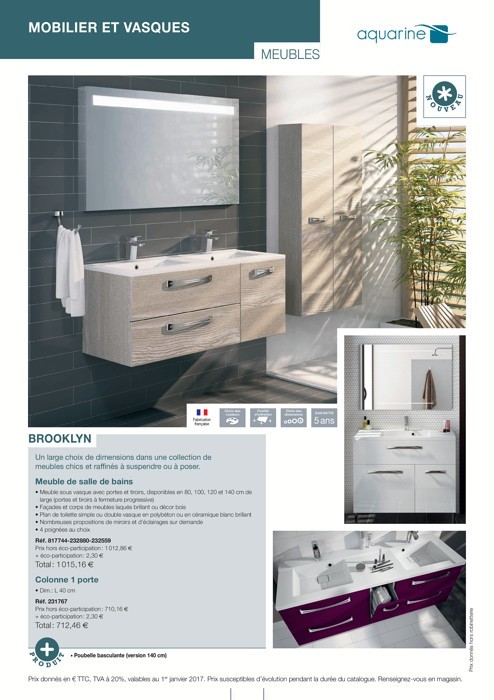 MOBILIER ET VASQUES
aquarine
MEUBLES
NOUVEAU
Fabrication
française
Choix des
couleurs
Choix des
dimensions
5 ans
BROOKLYN
Un large choix de dimensions dans une collection de
meubles chics et raffinés à suspendre ou à poser.
Meuble de salle de bains
• Meuble sous vasque avec portes et tiroirs, disponibles en 80, 100, 120 et 140 cm de
large (portes et tiroirs à fermeture progressive)
• Façades et corps de meubles laqués brillant ou décor bois
• Plan de toilette simple ou double vasque en polybéton ou en céramique blanc brillant
• Nombreuses propositions de miroirs et d'éclairages sur demande
• 4 poignées au choix
Réf. 817744-232880-232559
Prix hors éco-participation : 1 012,86 €
+ éco-participation : 2,30 €
Total : 1 015,16 €
Colonne 1 porte
• Dim : L 40 cm
Réf. 231767
Prix hors éco-participation : 710,16 €
+ éco-participation : 2,30 €
Total : 712,46 €
PRODUIT
• Poubelle basculante (version 140 cm)
Prix donnés hors robinetterie
Prix donnés en € TTC, TVA à 20%, valables au 1er janvier 2017. Prix susceptibles d'évolution pendant la durée du catalogue. Renseignez-vous en magasin.